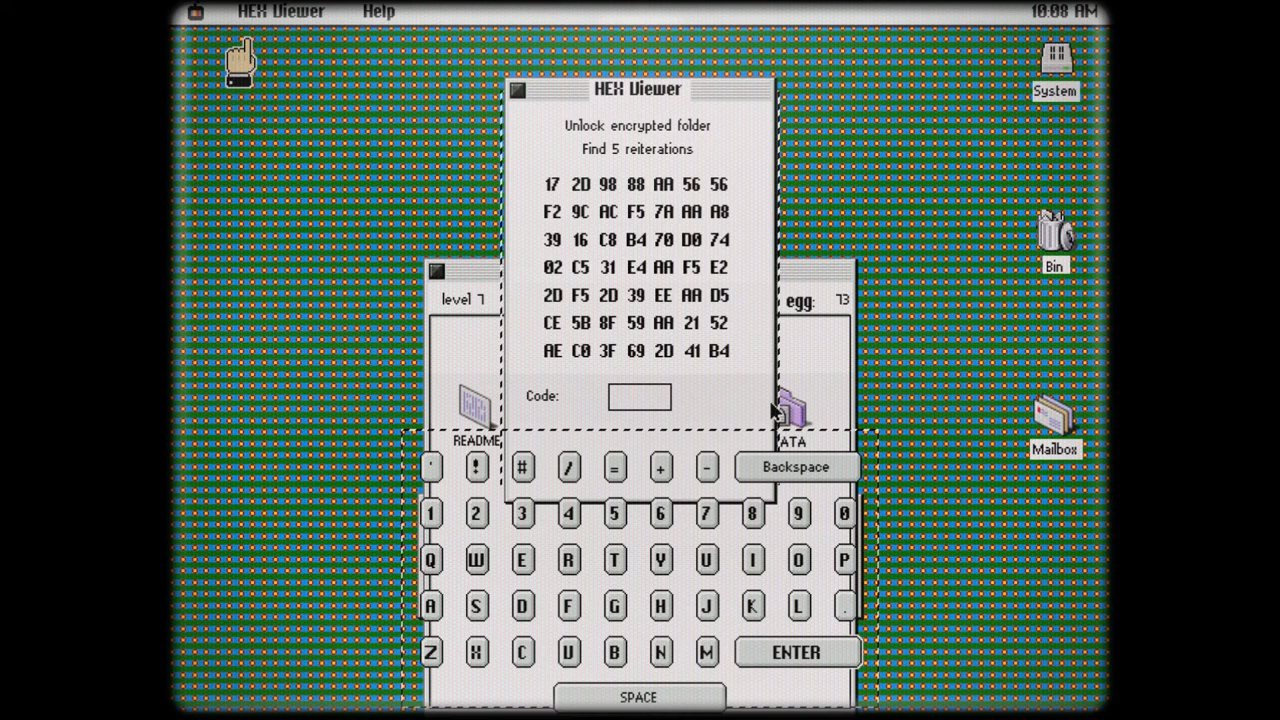 HEX Viewer Help 10:08 AM
System
HEX Viewer
Unlock encrypted folder
Find 5 reiterations
17 2D 98 88 AA 56 56
F2 9C AC F5 7A AA A8
39 16 C8 B4 70 D0 74
02 C5 31 E4 AA F5 E2
2D F5 2D 39 EE AA D5
CE 5B 8F 59 AA 21 52
AE C0 3F 69 2D 41 B4
Bin
level 7 egg: 73
Code:
README ATA
Mailbox
' ! # / = + - Backspace
1 2 3 4 5 6 7 8 9 0
Q W E R T Y U I O P
A S D F G H J K L .
Z X C V B N M ENTER
SPACE